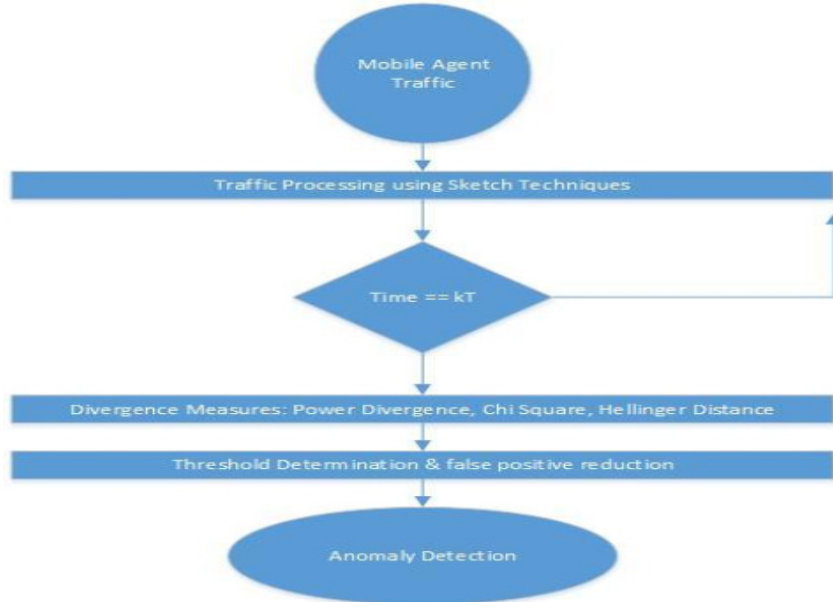 Mobile Agent
Traffic
Traffic Processing using Sketch Techniques
Time == kT
Divergence Measures: Power Divergence, Chi Square, Hellinger Distance
Threshold Determination & false positive reduction
Anomaly Detection